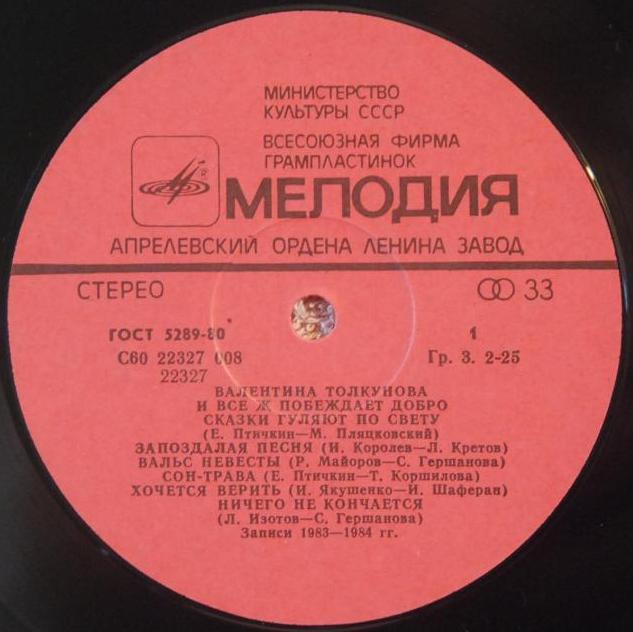 МИНИСТЕРСТВО
КУЛЬТУРЫ СССР
ВСЕСОЮЗНАЯ ФИРМА
ГРАМПЛАСТИНОК
®
МЕЛОДИЯ
АПРЕЛЕВСКИЙ ОРДЕНА ЛЕНИНА ЗАВОД
СТЕРЕО 33
ГОСТ 5289-80 1
С60 22327 008 Гр. 3. 2-25
22327
ВАЛЕНТИНА ТОЛКУНОВА
И ВСЕ Ж ПОБЕЖДАЕТ ДОБРО
СКАЗКИ ГУЛЯЮТ ПО СВЕТУ
(Е. Птичкин—М. Пляцковский)
ЗАПОЗДАЛАЯ ПЕСНЯ (И. Королев—Л. Кретов)
ВАЛЬС НЕВЕСТЫ (Р. Майоров—С. Гершанова)
СОН-ТРАВА (Е. Птичкин—Т. Коршилова)
ХОЧЕТСЯ ВЕРИТЬ (И. Якушенко—И. Шаферан)
НИЧЕГО НЕ КОНЧАЕТСЯ
(Л. Изотов—С. Гершанова)
Записи 1983—1984 гг.